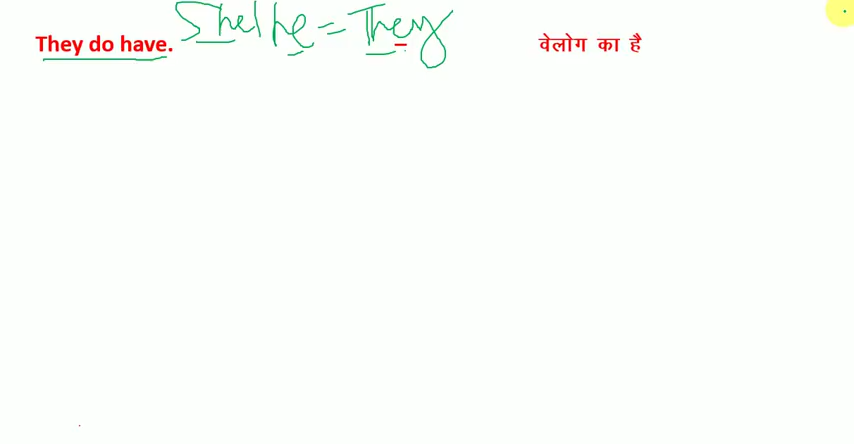 They do have. She/he = They वेलोग का है